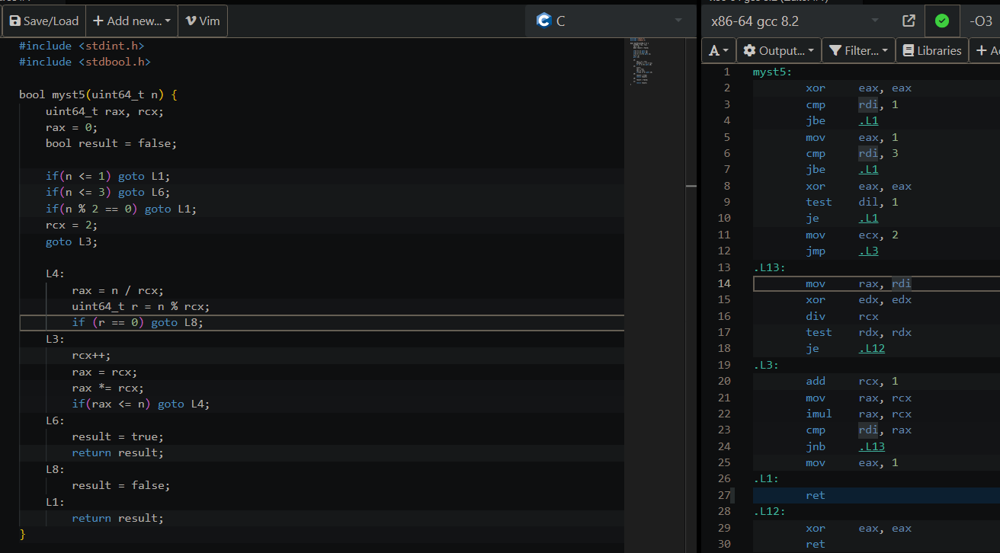 Save/Load + Add new... Vim C
#include <stdint.h>
#include <stdbool.h>
bool myst5(uint64_t n) {
uint64_t rax, rcx;
rax = 0;
bool result = false;
if(n <= 1) goto L1;
if(n <= 3) goto L6;
if(n % 2 == 0) goto L1;
rcx = 2;
goto L3;
L4:
rax = n / rcx;
uint64_t r = n % rcx;
if (r == 0) goto L8;
L3:
rcx++;
rax = rcx;
rax *= rcx;
if(rax <= n) goto L4;
L6:
result = true;
return result;
L8:
result = false;
L1:
return result;
}
x86-64 gcc 8.2 -O3
A Output... Filter... Libraries +
1 myst5:
2 xor eax, eax
3 cmp rdi, 1
4 jbe .L1
5 mov eax, 1
6 cmp rdi, 3
7 jbe .L1
8 xor eax, eax
9 test dil, 1
10 je .L1
11 mov ecx, 2
12 jmp .L3
13 .L13:
14 mov rax, rdi
15 xor edx, edx
16 div rcx
17 test rdx, rdx
18 je .L12
19 .L3:
20 add rcx, 1
21 mov rax, rcx
22 imul rax, rcx
23 cmp rdi, rax
24 jnb .L13
25 mov eax, 1
26 .L1:
27 ret
28 .L12:
29 xor eax, eax
30 ret